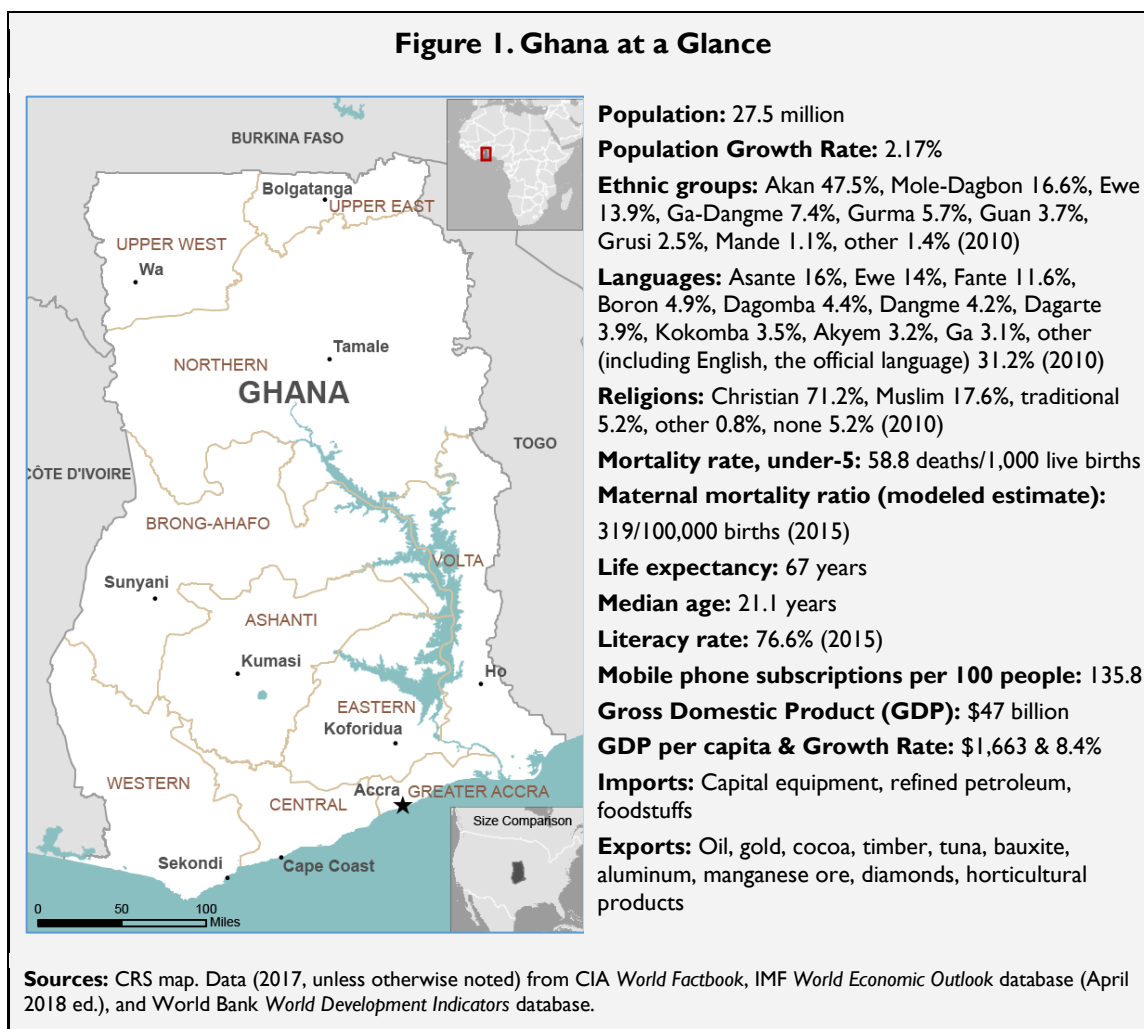 Figure 1. Ghana at a Glance
BURKINA FASO
Bolgatanga
UPPER EAST
UPPER WEST
Wa
Tamale
NORTHERN
GHANA
TOGO
CÔTE D'IVOIRE
BRONG-AHAFO
VOLTA
Sunyani
ASHANTI
Kumasi
Ho
EASTERN
Koforidua
WESTERN
CENTRAL
Accra
GREATER ACCRA
Size Comparison
Sekondi
Cape Coast
0 50 100
Miles
Population: 27.5 million
Population Growth Rate: 2.17%
Ethnic groups: Akan 47.5%, Mole-Dagbon 16.6%, Ewe
13.9%, Ga-Dangme 7.4%, Gurma 5.7%, Guan 3.7%,
Grusi 2.5%, Mande 1.1%, other 1.4% (2010)
Languages: Asante 16%, Ewe 14%, Fante 11.6%,
Boron 4.9%, Dagomba 4.4%, Dangme 4.2%, Dagarte
3.9%, Kokomba 3.5%, Akyem 3.2%, Ga 3.1%, other
(including English, the official language) 31.2% (2010)
Religions: Christian 71.2%, Muslim 17.6%, traditional
5.2%, other 0.8%, none 5.2% (2010)
Mortality rate, under-5: 58.8 deaths/1,000 live births
Maternal mortality ratio (modeled estimate):
319/100,000 births (2015)
Life expectancy: 67 years
Median age: 21.1 years
Literacy rate: 76.6% (2015)
Mobile phone subscriptions per 100 people: 135.8
Gross Domestic Product (GDP): $47 billion
GDP per capita & Growth Rate: $1,663 & 8.4%
Imports: Capital equipment, refined petroleum,
foodstuffs
Exports: Oil, gold, cocoa, timber, tuna, bauxite,
aluminum, manganese ore, diamonds, horticultural
products
Sources: CRS map. Data (2017, unless otherwise noted) from CIA World Factbook, IMF World Economic Outlook database (April
2018 ed.), and World Bank World Development Indicators database.